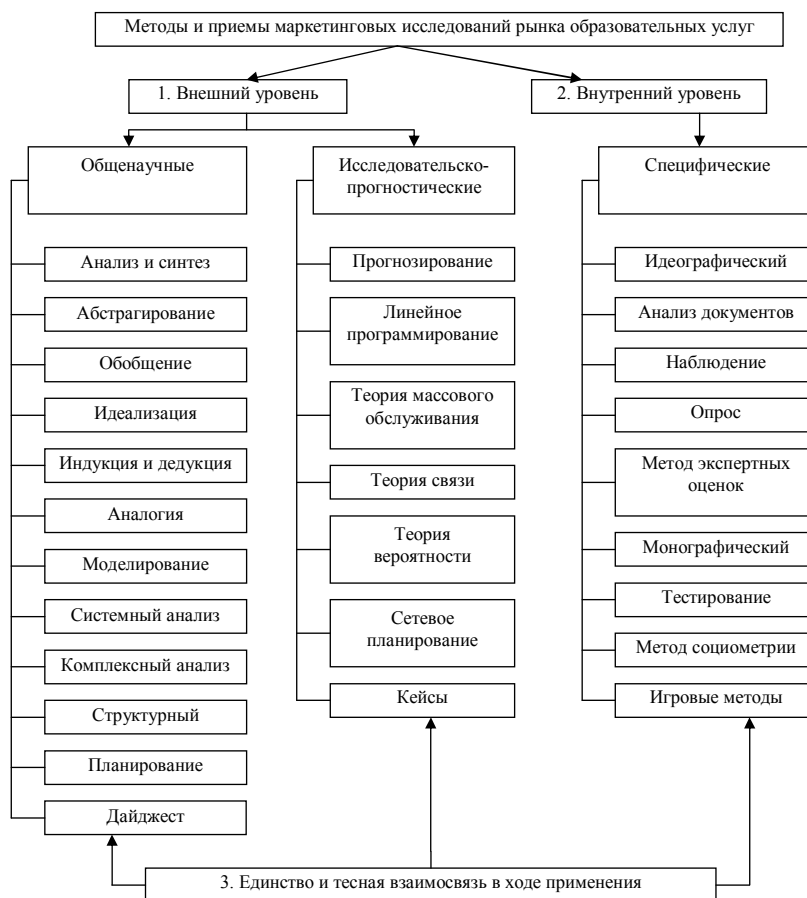 Методы и приемы маркетинговых исследований рынка образовательных услуг
1. Внешний уровень
2. Внутренний уровень
Общенаучные
Исследовательско-
прогностические
Специфические
Анализ и синтез
Абстрагирование
Обобщение
Идеализация
Индукция и дедукция
Аналогия
Моделирование
Системный анализ
Комплексный анализ
Структурный
Планирование
Дайджест
Прогнозирование
Линейное
программирование
Теория массового
обслуживания
Теория связи
Теория
вероятности
Сетевое
планирование
Кейсы
Идеографический
Анализ документов
Наблюдение
Опрос
Метод экспертных
оценок
Монографический
Тестирование
Метод социометрии
Игровые методы
3. Единство и тесная взаимосвязь в ходе применения